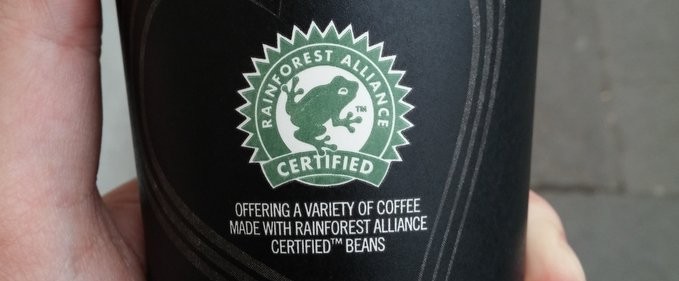 RAINFOREST ALLIANCE
TM
CERTIFIED
OFFERING A VARIETY OF COFFEE
MADE WITH RAINFOREST ALLIANCE
CERTIFIED™ BEANS